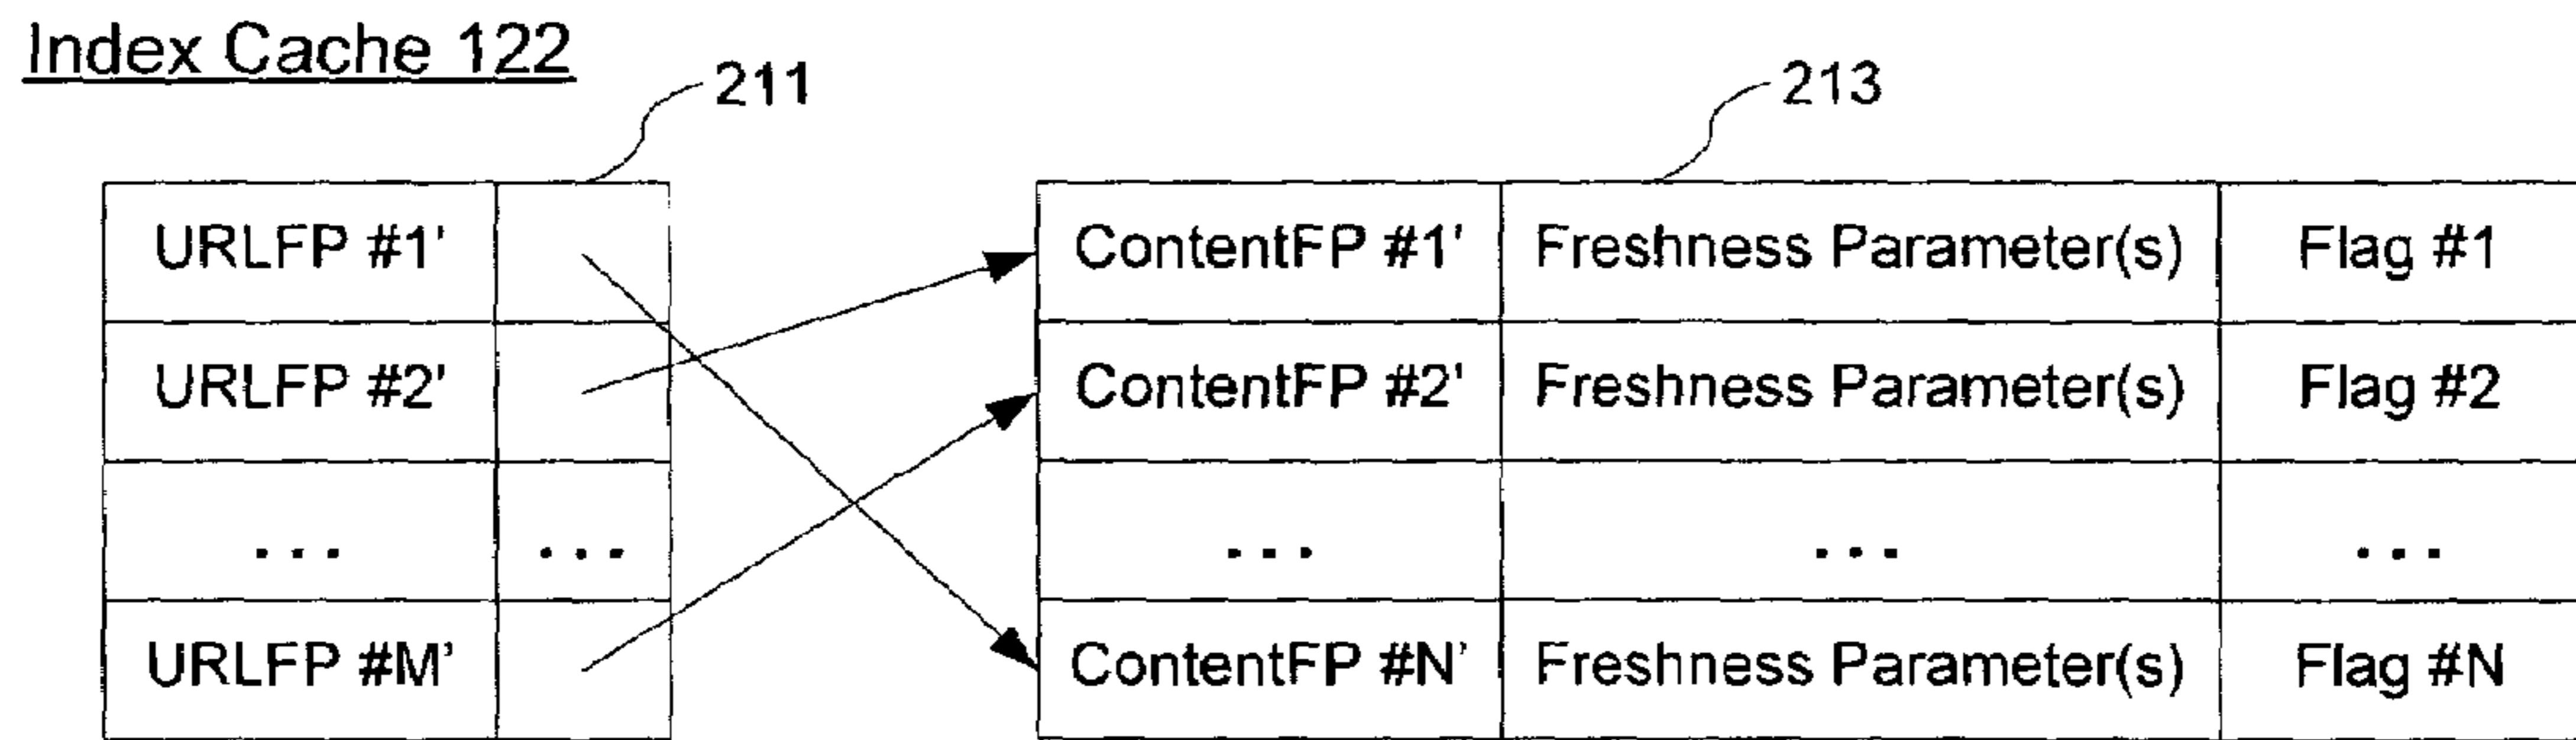 Index Cache 122
211
213
URLFP #1' ContentFP #1' Freshness Parameter(s) Flag #1
URLFP #2' ContentFP #2' Freshness Parameter(s) Flag #2
... ... ... ... ...
URLFP #M' ContentFP #N' Freshness Parameter(s) Flag #N